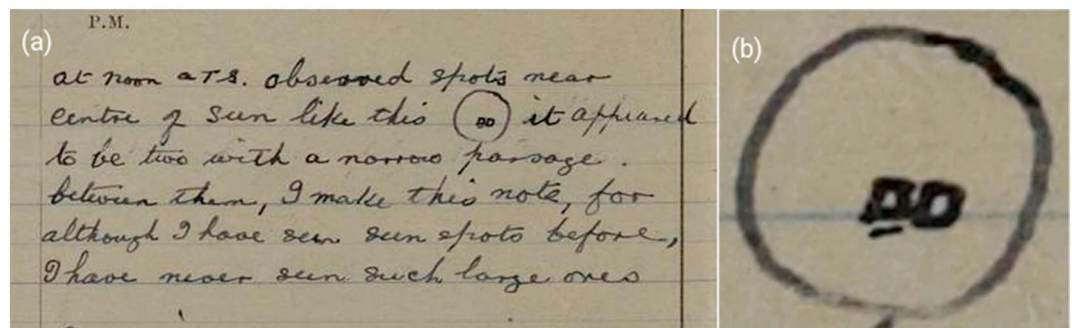 (a)
P.M.
at noon ATS. observed spots near
centre of Sun like this it appeared
to be two with a narrow passage.
between them, I make this note, for
although I have seen sun spots before,
I have never seen such large ones
(b)